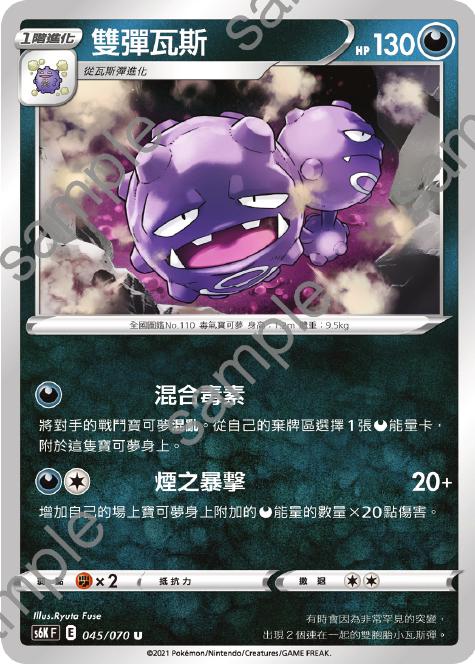 1階進化
雙彈瓦斯
HP 130
從瓦斯彈進化
sample
sample
sample
全國圖鑑No.110 毒氣寶可夢 身高：1.2m 體重：9.5kg
sample
混合毒素
將對手的戰鬥寶可夢混亂。從自己的棄牌區選擇1張能量卡，
附於這隻寶可夢身上。
煙之暴擊 20+
增加自己的場上寶可夢身上附加的能量的數量×20點傷害。
sample
sample
弱點 ×2 抵抗力 撤退
Illus.Ryuta Fuse
s6K F E 045/070 U
有時會因為非常罕見的突變，
出現2個連在一起的雙胞胎小瓦斯彈。
©2021 Pokémon/Nintendo/Creatures/GAME FREAK.